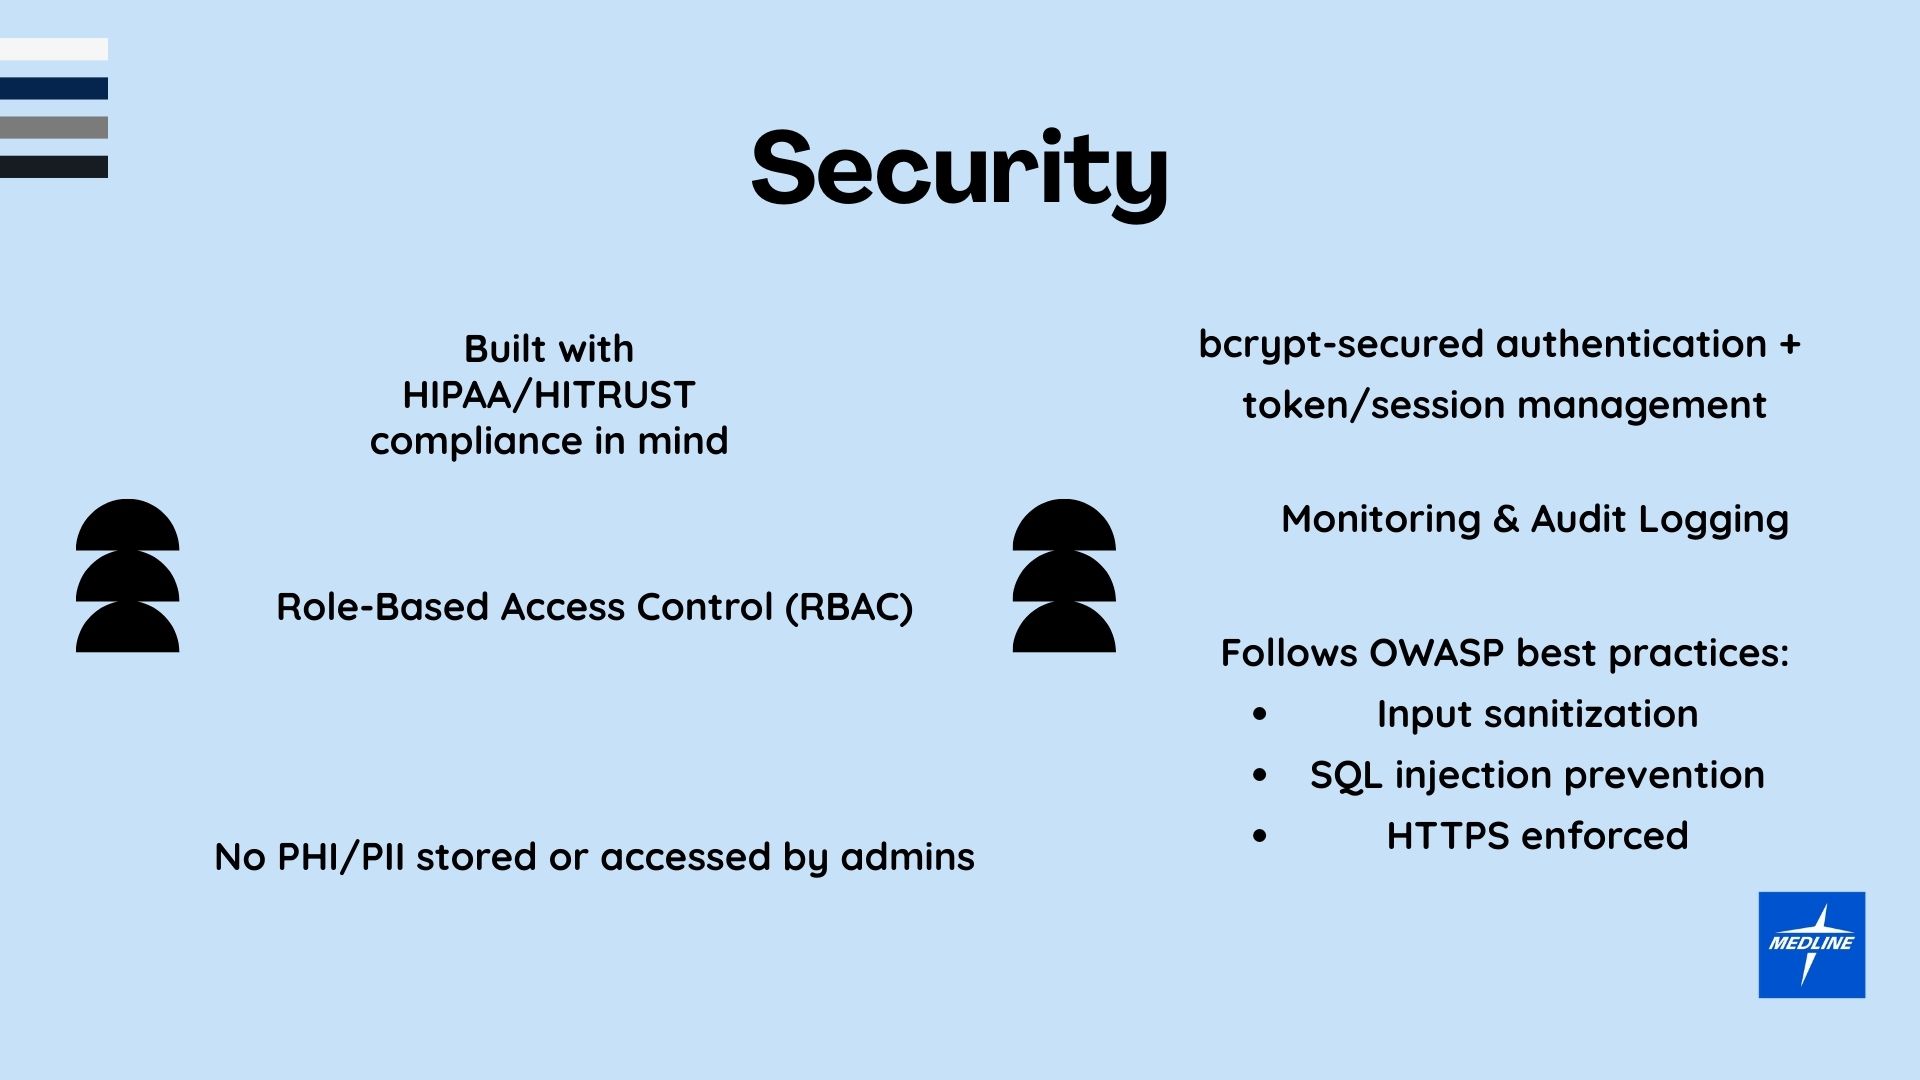 Security
Built with
HIPAA/HITRUST
compliance in mind
Role-Based Access Control (RBAC)
No PHI/PII stored or accessed by admins
bcrypt-secured authentication +
token/session management
Monitoring & Audit Logging
Follows OWASP best practices:
• Input sanitization
• SQL injection prevention
• HTTPS enforced
MEDLINE